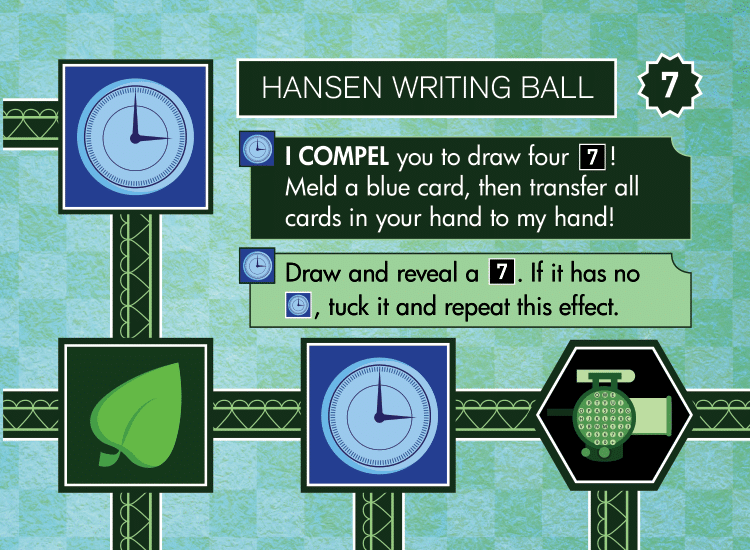 HANSEN WRITING BALL
7
I COMPEL you to draw four 7!
Meld a blue card, then transfer all
cards in your hand to my hand!
Draw and reveal a 7. If it has no
, tuck it and repeat this effect.